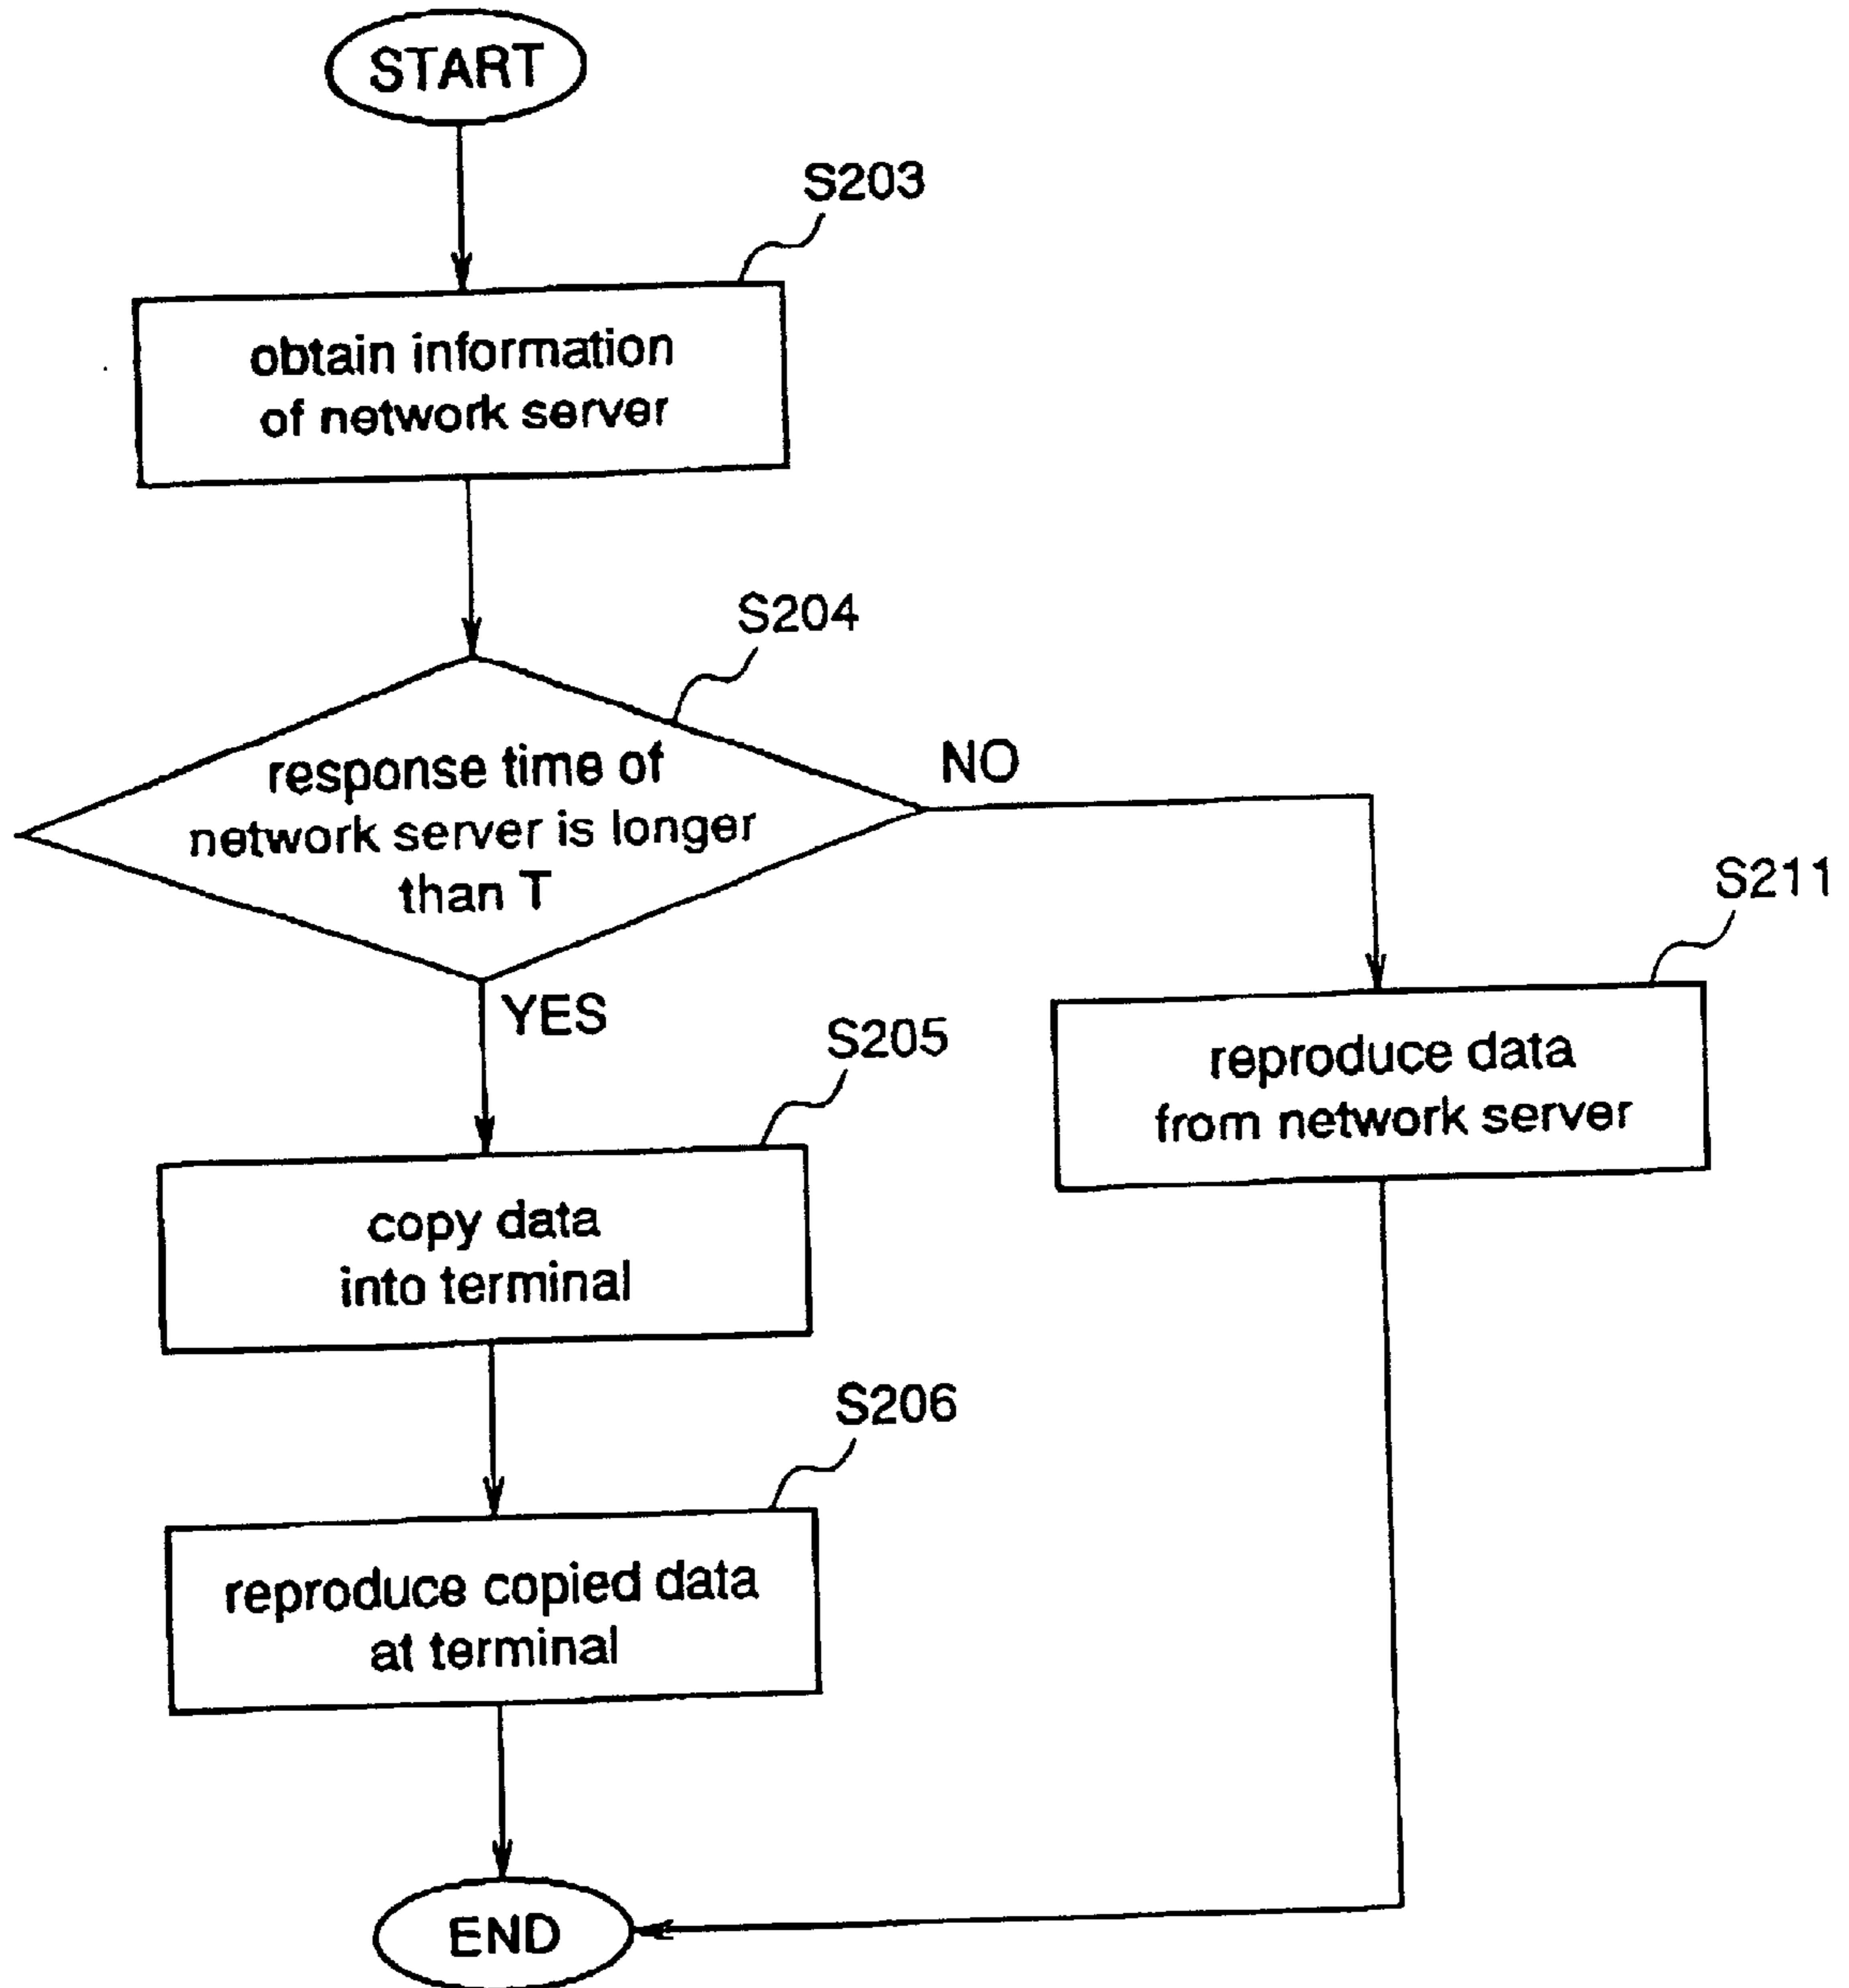 START
S203
obtain information
of network server
S204
response time of
network server is longer
than T
NO
YES
S211
reproduce data
from network server
S205
copy data
into terminal
S206
reproduce copied data
at terminal
END